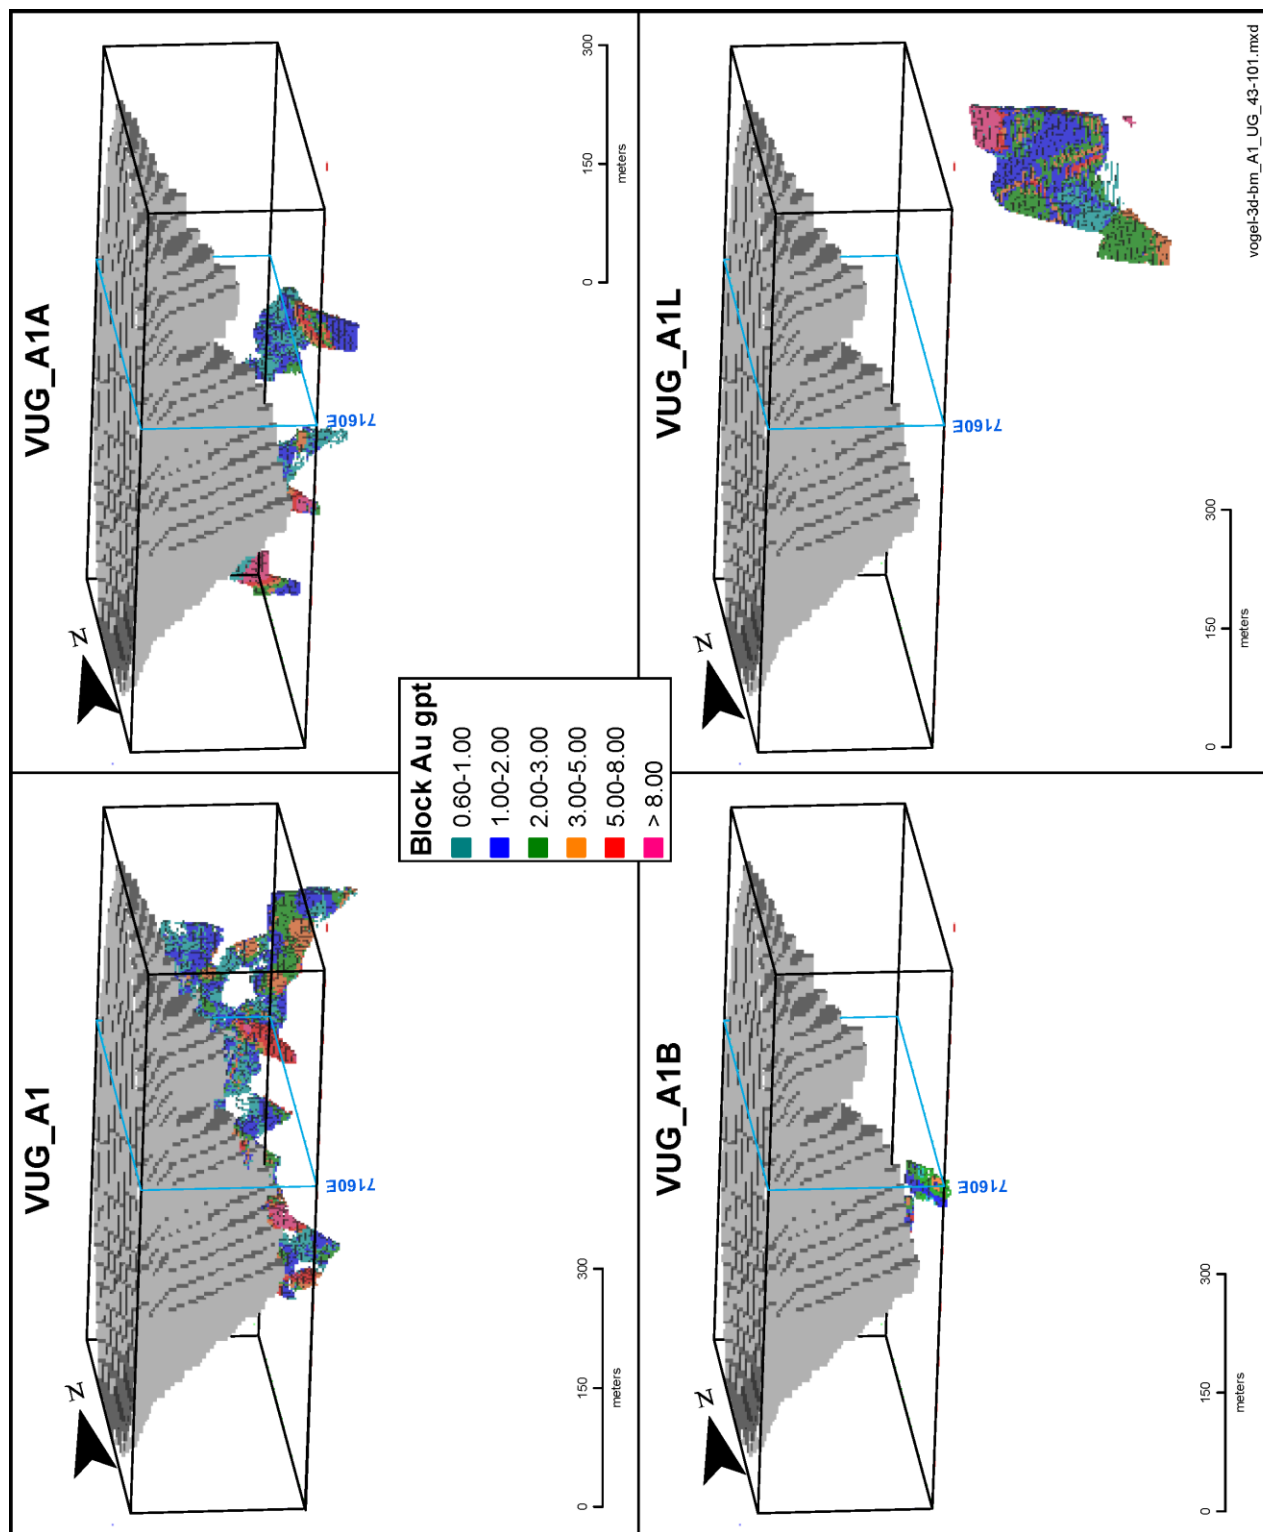 VUG_A1
N
7160E
0 150 300
meters
VUG_A1A
N
7160E
0 150 300
meters
Block Au gpt
0.60-1.00
1.00-2.00
2.00-3.00
3.00-5.00
5.00-8.00
> 8.00
VUG_A1B
N
7160E
0 150 300
meters
VUG_A1L
N
7160E
0 150 300
meters
vogel-3d-bm_A1_UG_43-101.mxd